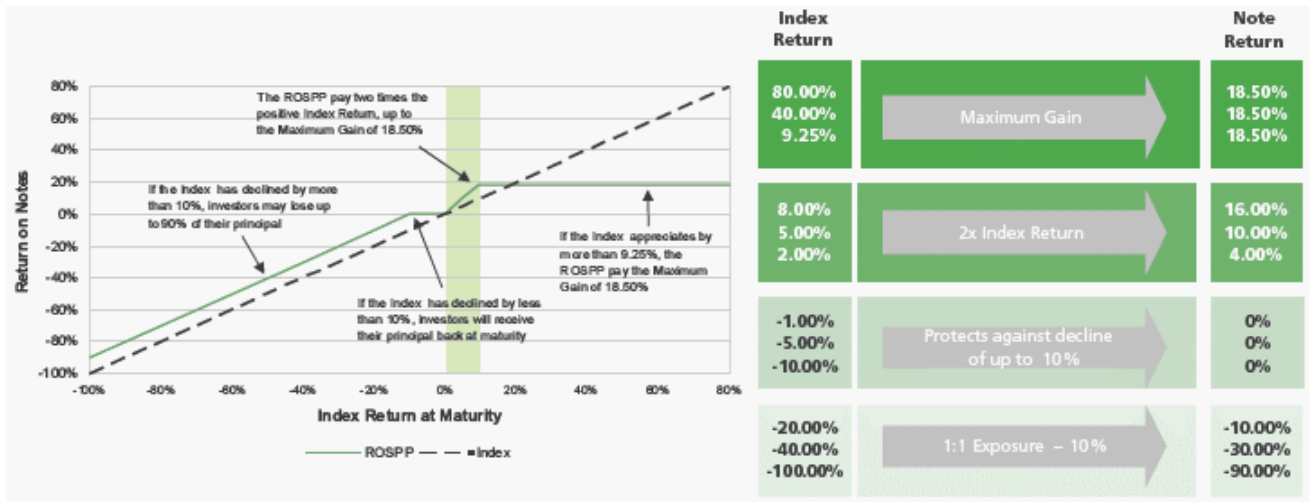 Return on Notes
80%
60%
40%
20%
0%
-20%
-40%
-60%
-80%
-100%
The ROSPP pay two times the
positive Index Return, up to
the Maximum Gain of 18.50%
If the Index has declined by more
than 10%, investors may lose up
to 90% of their principal
If the Index appreciates by
more than 9.25%, the
ROSPP pay the Maximum
Gain of 18.50%
If the Index has declined by less
than 10%, investors will receive
their principal back at maturity
-100% -80% -60% -40% -20% 0% 20% 40% 60% 80%
Index Return at Maturity
ROSPP Index
Index
Return
Note
Return
80.00%
40.00%
9.25%
Maximum Gain
18.50%
18.50%
18.50%
8.00%
5.00%
2.00%
2x Index Return
16.00%
10.00%
4.00%
-1.00%
-5.00%
-10.00%
Protects against decline
of up to 10%
0%
0%
0%
-20.00%
-40.00%
-100.00%
1:1 Exposure – 10%
-10.00%
-30.00%
-90.00%